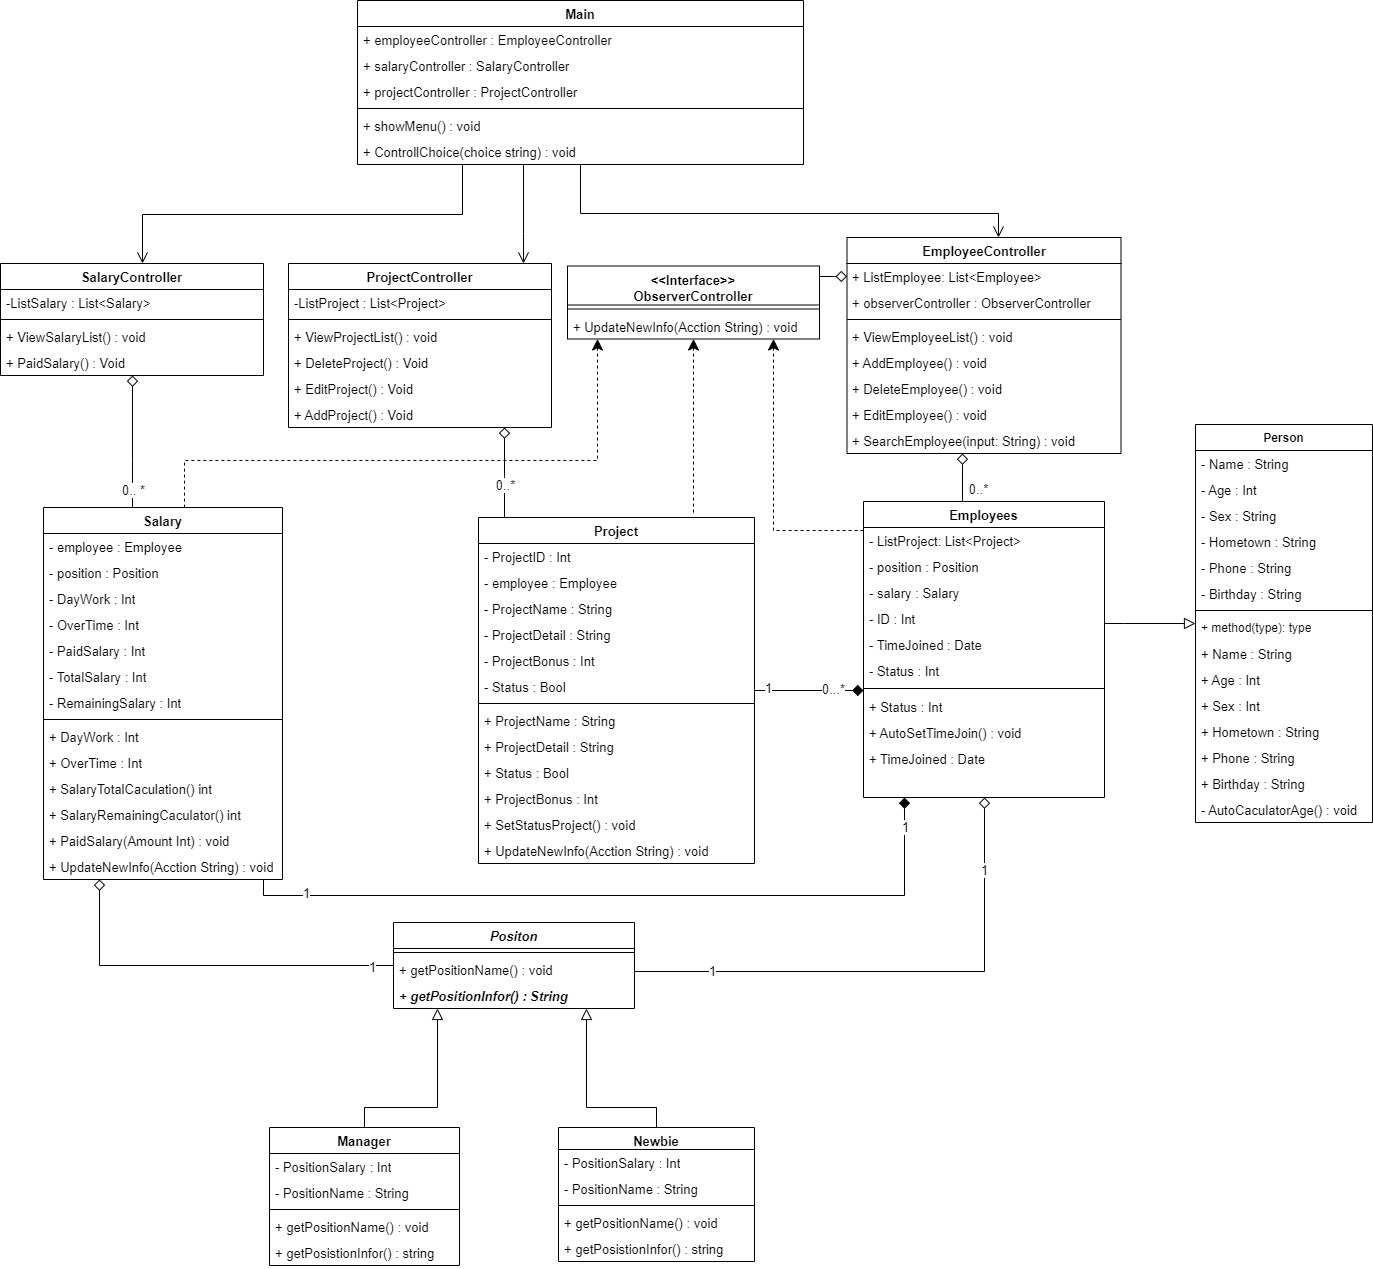 Main
+ employeeController : EmployeeController
+ salaryController : SalaryController
+ projectController : ProjectController
+ showMenu() : void
+ ControllChoice(choice string) : void
SalaryController
-ListSalary : List<Salary>
+ ViewSalaryList() : void
+ PaidSalary() : Void
ProjectController
-ListProject : List<Project>
+ ViewProjectList() : void
+ DeleteProject() : Void
+ EditProject() : Void
+ AddProject() : Void
<<Interface>>
ObserverController
+ UpdateNewInfo(Acction String) : void
EmployeeController
+ ListEmployee: List<Employee>
+ observerController : ObserverController
+ ViewEmployeeList() : void
+ AddEmployee() : void
+ DeleteEmployee() : void
+ EditEmployee() : void
+ SearchEmployee(input: String) : void
0.. *
0.. *
0..*
Salary
- employee : Employee
- position : Position
- DayWork : Int
- OverTime : Int
- PaidSalary : Int
- TotalSalary : Int
- RemainingSalary : Int
+ DayWork : Int
+ OverTime : Int
+ SalaryTotalCaculation() int
+ SalaryRemainingCaculator() int
+ PaidSalary(Amount Int) : void
+ UpdateNewInfo(Acction String) : void
Project
- ProjectID : Int
- employee : Employee
- ProjectName : String
- ProjectDetail : String
- ProjectBonus : Int
- Status : Bool
+ ProjectName : String
+ ProjectDetail : String
+ Status : Bool
+ ProjectBonus : Int
+ SetStatusProject() : void
+ UpdateNewInfo(Acction String) : void
1
0...*
Employees
- ListProject: List<Project>
- position : Position
- salary : Salary
- ID : Int
- TimeJoined : Date
- Status : Int
+ Status : Int
+ AutoSetTimeJoin() : void
+ TimeJoined : Date
Person
- Name : String
- Age : Int
- Sex : String
- Hometown : String
- Phone : String
- Birthday : String
+ method(type): type
+ Name : String
+ Age : Int
+ Sex : Int
+ Hometown : String
+ Phone : String
+ Birthday : String
- AutoCaculatorAge() : void
1
1
1
1
1
Positon
+ getPositionName() : void
+ getPositionInfor() : String
Manager
- PositionSalary : Int
- PositionName : String
+ getPositionName() : void
+ getPosistionInfor() : string
Newbie
- PositionSalary : Int
- PositionName : String
+ getPositionName() : void
+ getPosistionInfor() : string